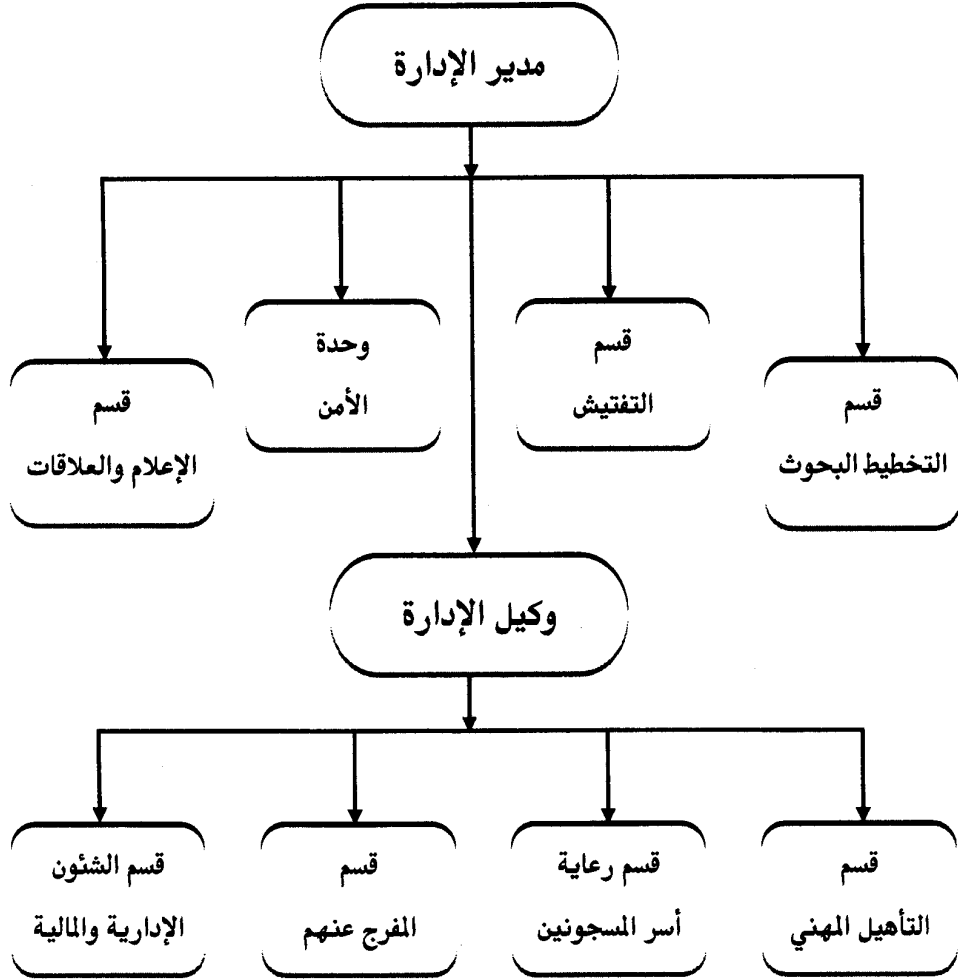 مدير الإدارة
قسم
التفتيش
وحدة
الأمن
قسم
التخطيط البحوث
قسم
الإعلام والعلاقات
وكيل الإدارة
قسم
التأهيل المهني
قسم رعاية
أسر المسجونين
قسم
المفرج عنهم
قسم الشئون
الإدارية والمالية